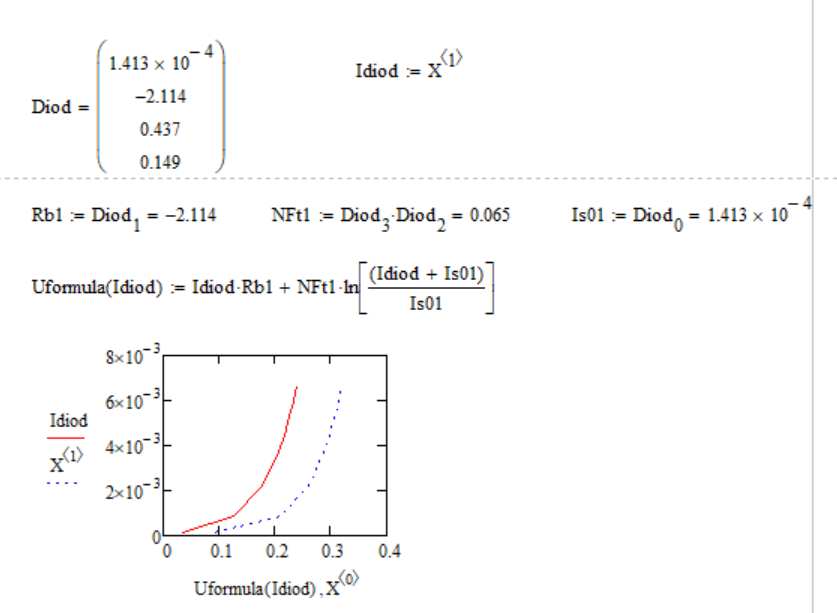 Diod = ( 1.413 × 10^-4
-2.114
0.437
0.149 )
Idiod := X^⟨1⟩
Rb1 := Diod_1 = -2.114 NFt1 := Diod_3·Diod_2 = 0.065 Is01 := Diod_0 = 1.413 × 10^-4
Uformula(Idiod) := Idiod·Rb1 + NFt1·ln[(Idiod + Is01) / Is01]
8×10^-3
6×10^-3
4×10^-3
2×10^-3
0
Idiod
X^⟨1⟩
0 0.1 0.2 0.3 0.4
Uformula(Idiod) , X^⟨0⟩